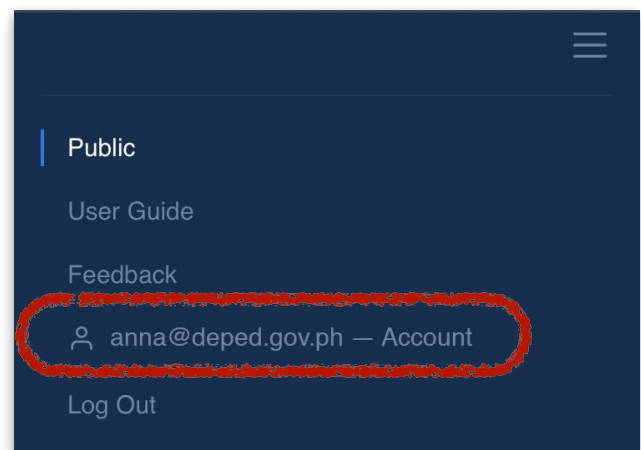 Public
User Guide
Feedback
anna@deped.gov.ph — Account
Log Out